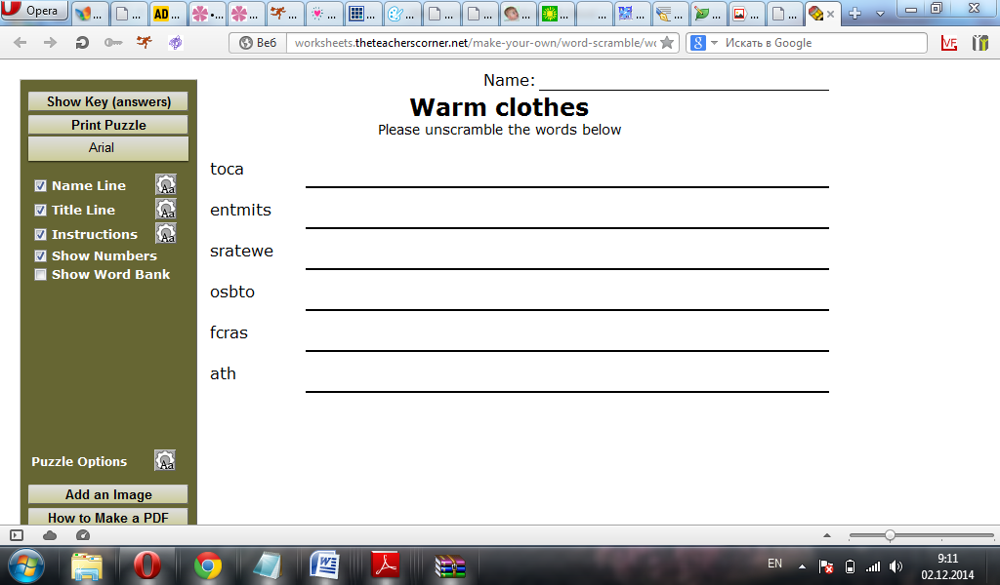 Opera
AD
Веб
worksheets.theteacherscorner.net/make-your-own/word-scramble/wo
Искать в Google
Name:
Warm clothes
Please unscramble the words below
Show Key (answers)
Print Puzzle
Arial
Name Line
Title Line
Instructions
Show Numbers
Show Word Bank
Puzzle Options
Add an Image
How to Make a PDF
toca
entmits
sratewe
osbto
fcras
ath
EN
9:11
02.12.2014